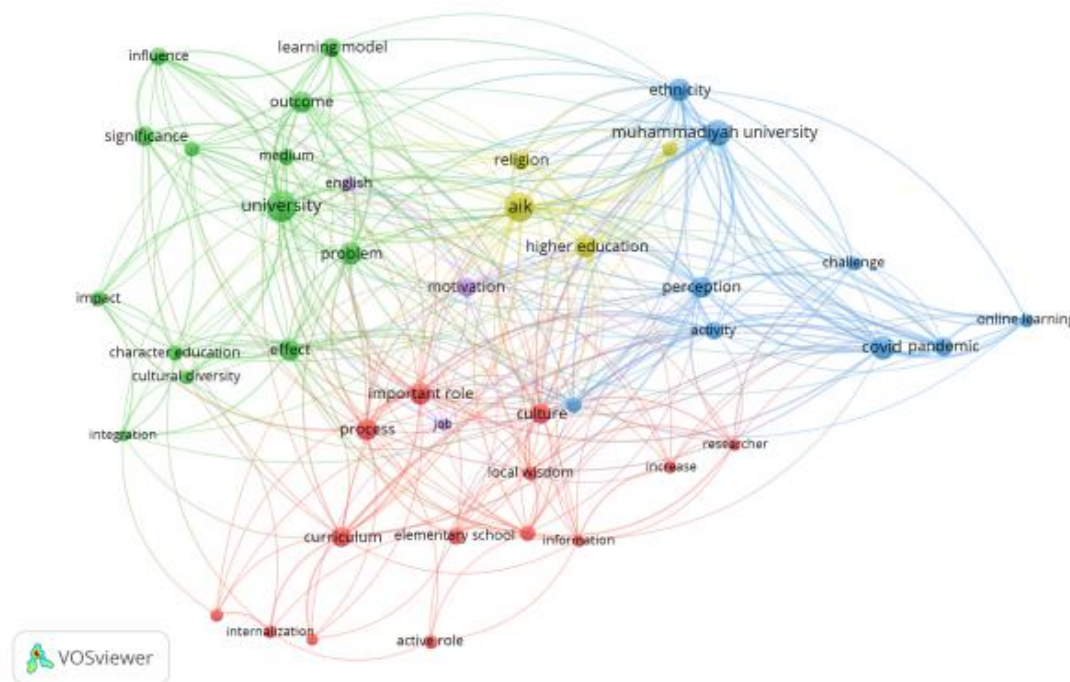 learning model
influence
ethnicity
outcome
muhammadiyah university
significance
medium
religion
english
university
aik
higher education
problem
challenge
motivation
perception
impact
online learning
activity
covid pandemic
effect
character education
cultural diversity
important role
culture
job
process
integration
researcher
increase
local wisdom
curriculum
elementary school
information
internalization
active role
VOSviewer